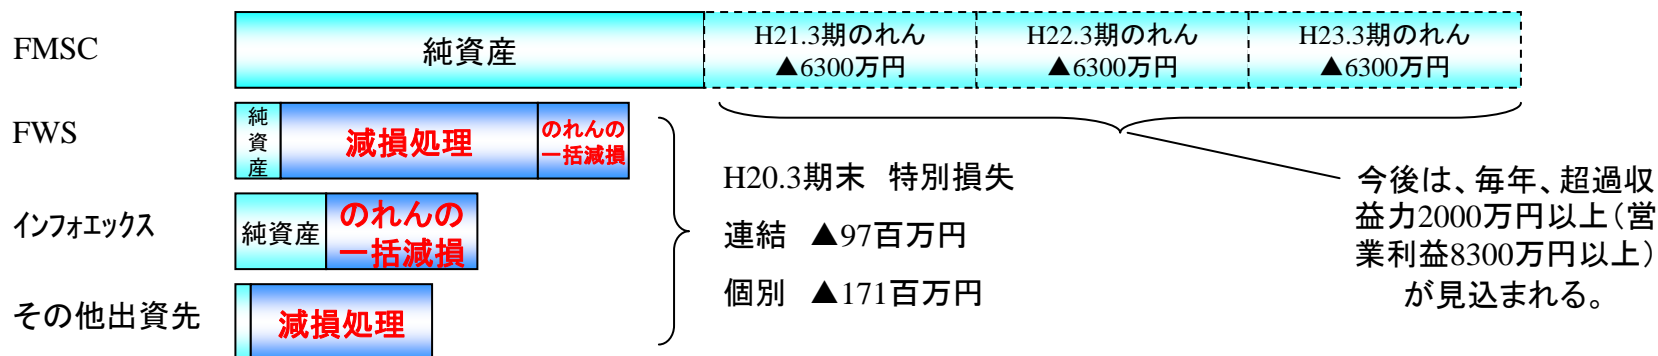 FMSC
純資産
H21.3期のれん
▲6300万円
H22.3期のれん
▲6300万円
H23.3期のれん
▲6300万円
FWS
純
資
産
減損処理
のれんの
一括減損
インフォエックス
純資産
のれんの
一括減損
その他出資先
減損処理
H20.3期末 特別損失
連結 ▲97百万円
個別 ▲171百万円
今後は、毎年、超過収
益力2000万円以上（営
業利益8300万円以上）
が見込まれる。